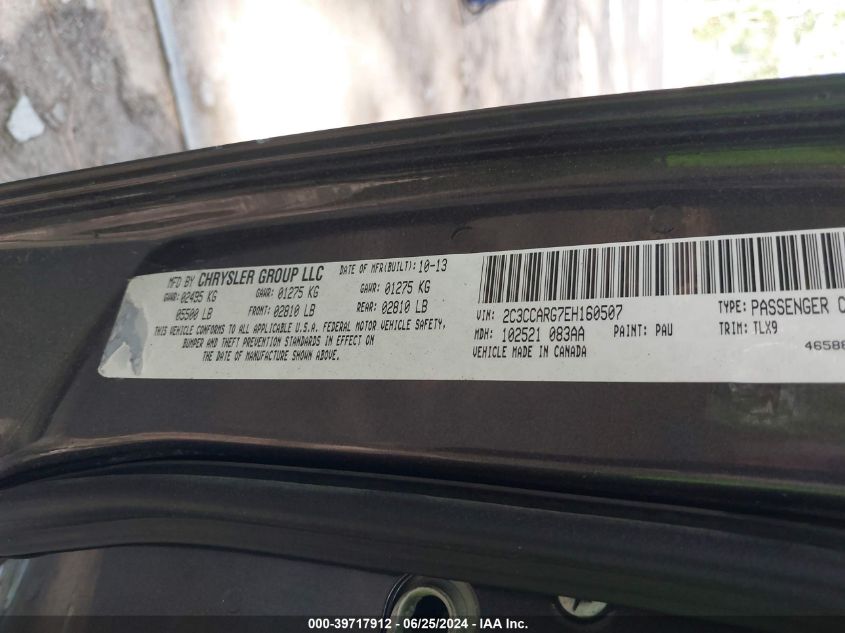 MFD BY CHRYSLER GROUP LLC DATE OF MFR(BUILT): 10-13
GVWR: 02495 KG GAWR: 01275 KG GAWR: 01275 KG
05500 LB FRONT: 02810 LB REAR: 02810 LB
THIS VEHICLE CONFORMS TO ALL APPLICABLE U.S.A. FEDERAL MOTOR VEHICLE SAFETY,
BUMPER AND THEFT PREVENTION STANDARDS IN EFFECT ON
THE DATE OF MANUFACTURE SHOWN ABOVE.
VIN: 2C3CCARG7EH160507 TYPE: PASSENGER C
MDH: 102521 083AA PAINT: PAU TRIM: TLX9
VEHICLE MADE IN CANADA 4658
000-39717912 - 06/25/2024 - IAA Inc.